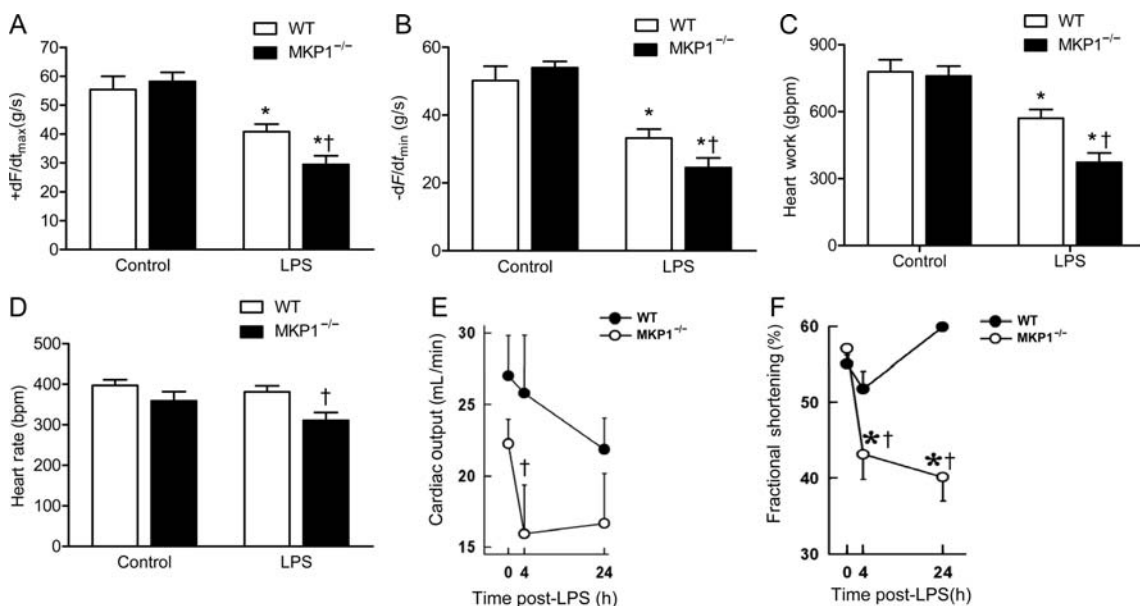 A
WT
MKP1−/−
+dF/dtmax(g/s)
70
60
50
40
30
20
10
0
*
*†
Control
LPS
B
WT
MKP1−/−
-dF/dtmin (g/s)
60
40
20
0
*
*†
Control
LPS
C
WT
MKP1−/−
Heart work (gbpm)
900
600
300
0
*
*†
Control
LPS
D
WT
MKP1−/−
Heart rate (bpm)
500
400
300
200
100
0
†
Control
LPS
E
WT
MKP1−/−
Cardiac output (mL/min)
30
25
20
15
†
0 4 24
Time post-LPS (h)
F
WT
MKP1−/−
Fractional shortening (%)
60
50
40
30
*†
*†
0 4 24
Time post-LPS(h)